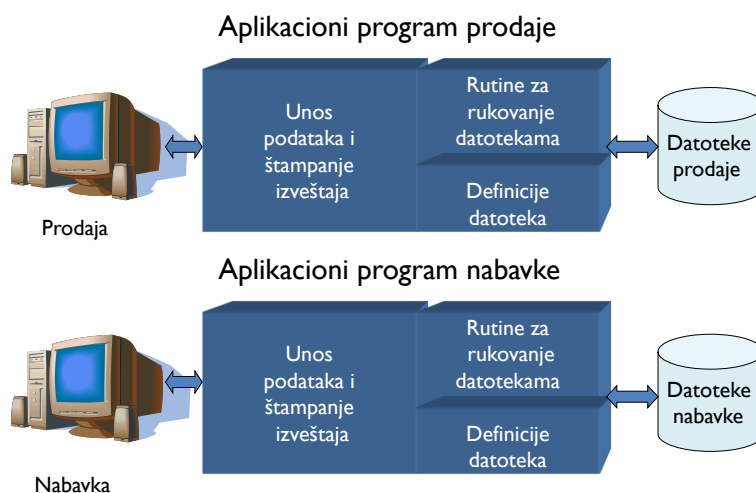 Aplikacioni program prodaje
Unos
podataka i
štampanje
izveštaja
Rutine za
rukovanje
datotekama
Definicije
datoteka
Datoteke
prodaje
Prodaja
Aplikacioni program nabavke
Unos
podataka i
štampanje
izveštaja
Rutine za
rukovanje
datotekama
Definicije
datoteka
Datoteke
nabavke
Nabavka